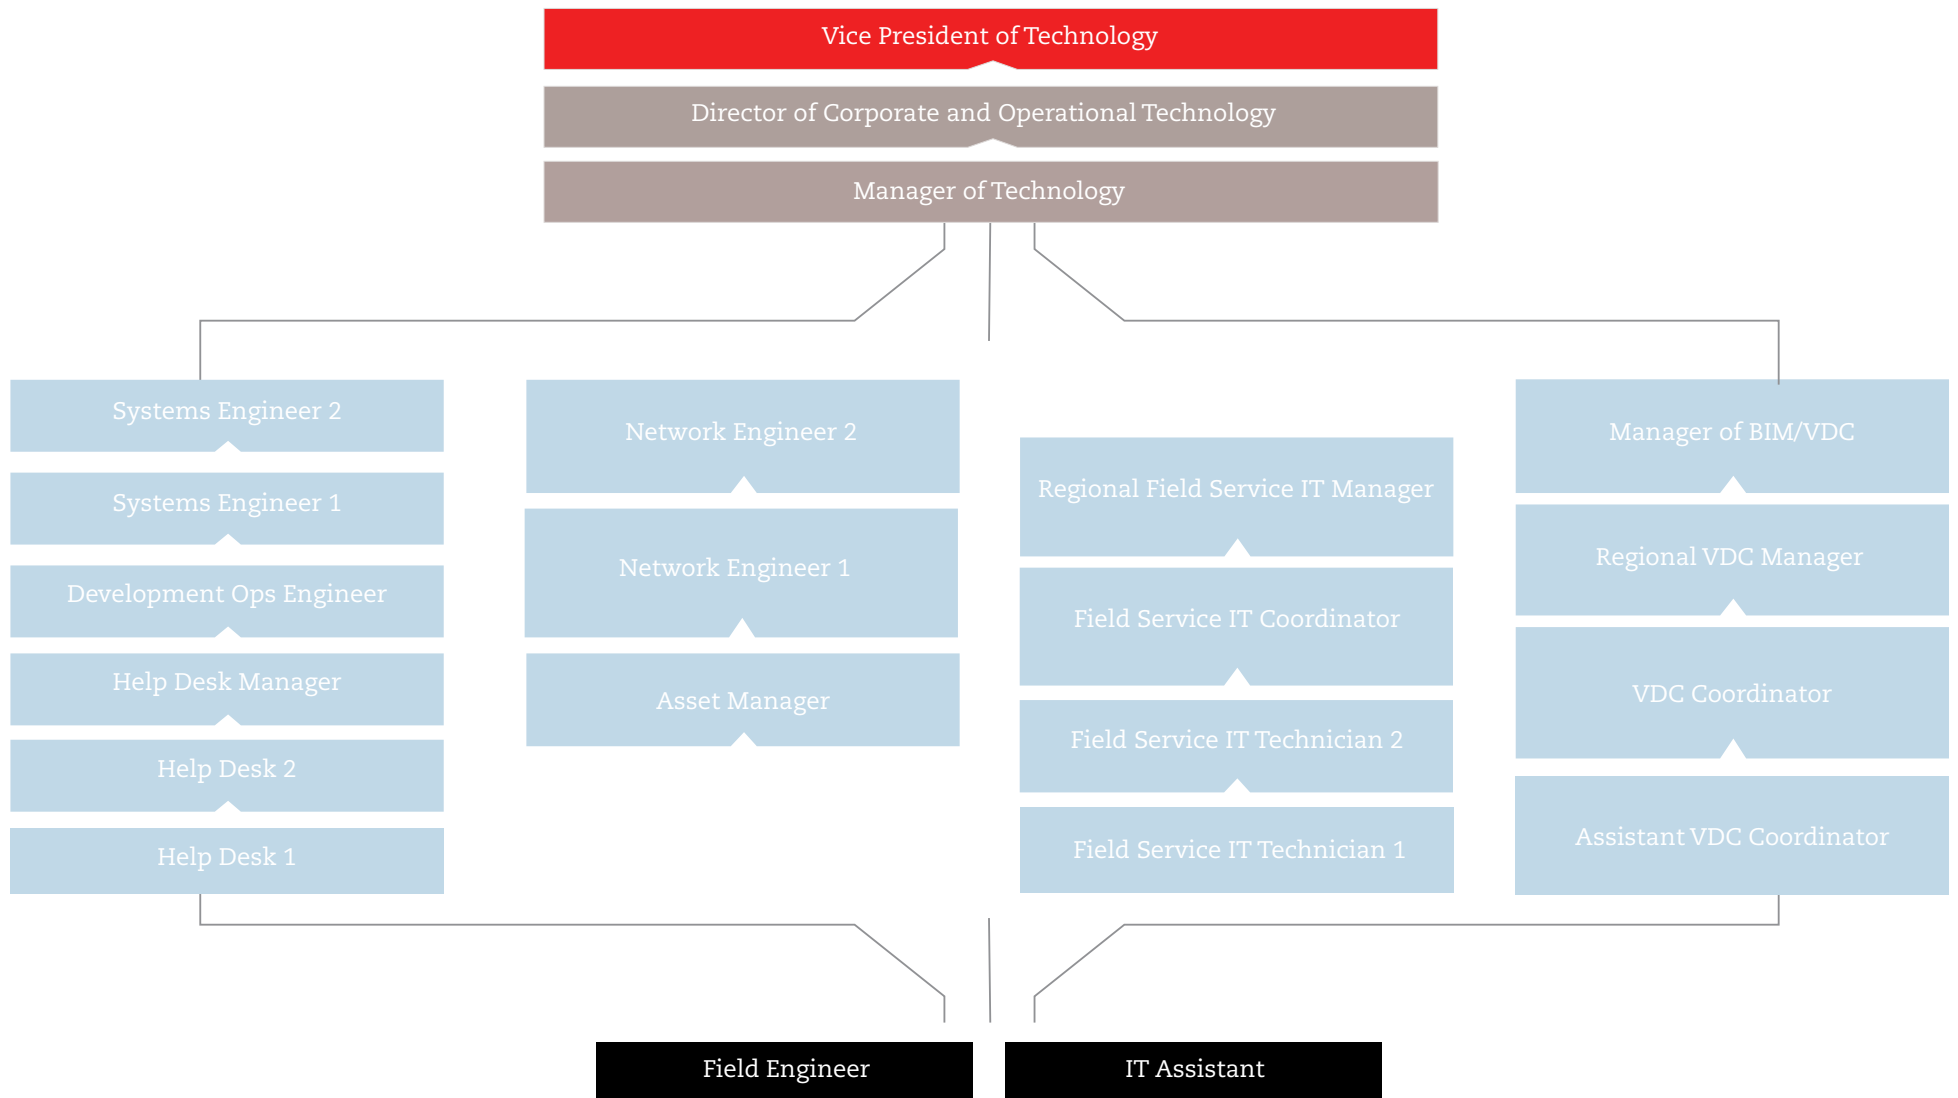 Vice President of Technology
Director of Corporate and Operational Technology
Manager of Technology
Systems Engineer 2
Systems Engineer 1
Development Ops Engineer
Help Desk Manager
Help Desk 2
Help Desk 1
Network Engineer 2
Network Engineer 1
Asset Manager
Regional Field Service IT Manager
Field Service IT Coordinator
Field Service IT Technician 2
Field Service IT Technician 1
Manager of BIM/VDC
Regional VDC Manager
VDC Coordinator
Assistant VDC Coordinator
Field Engineer
IT Assistant